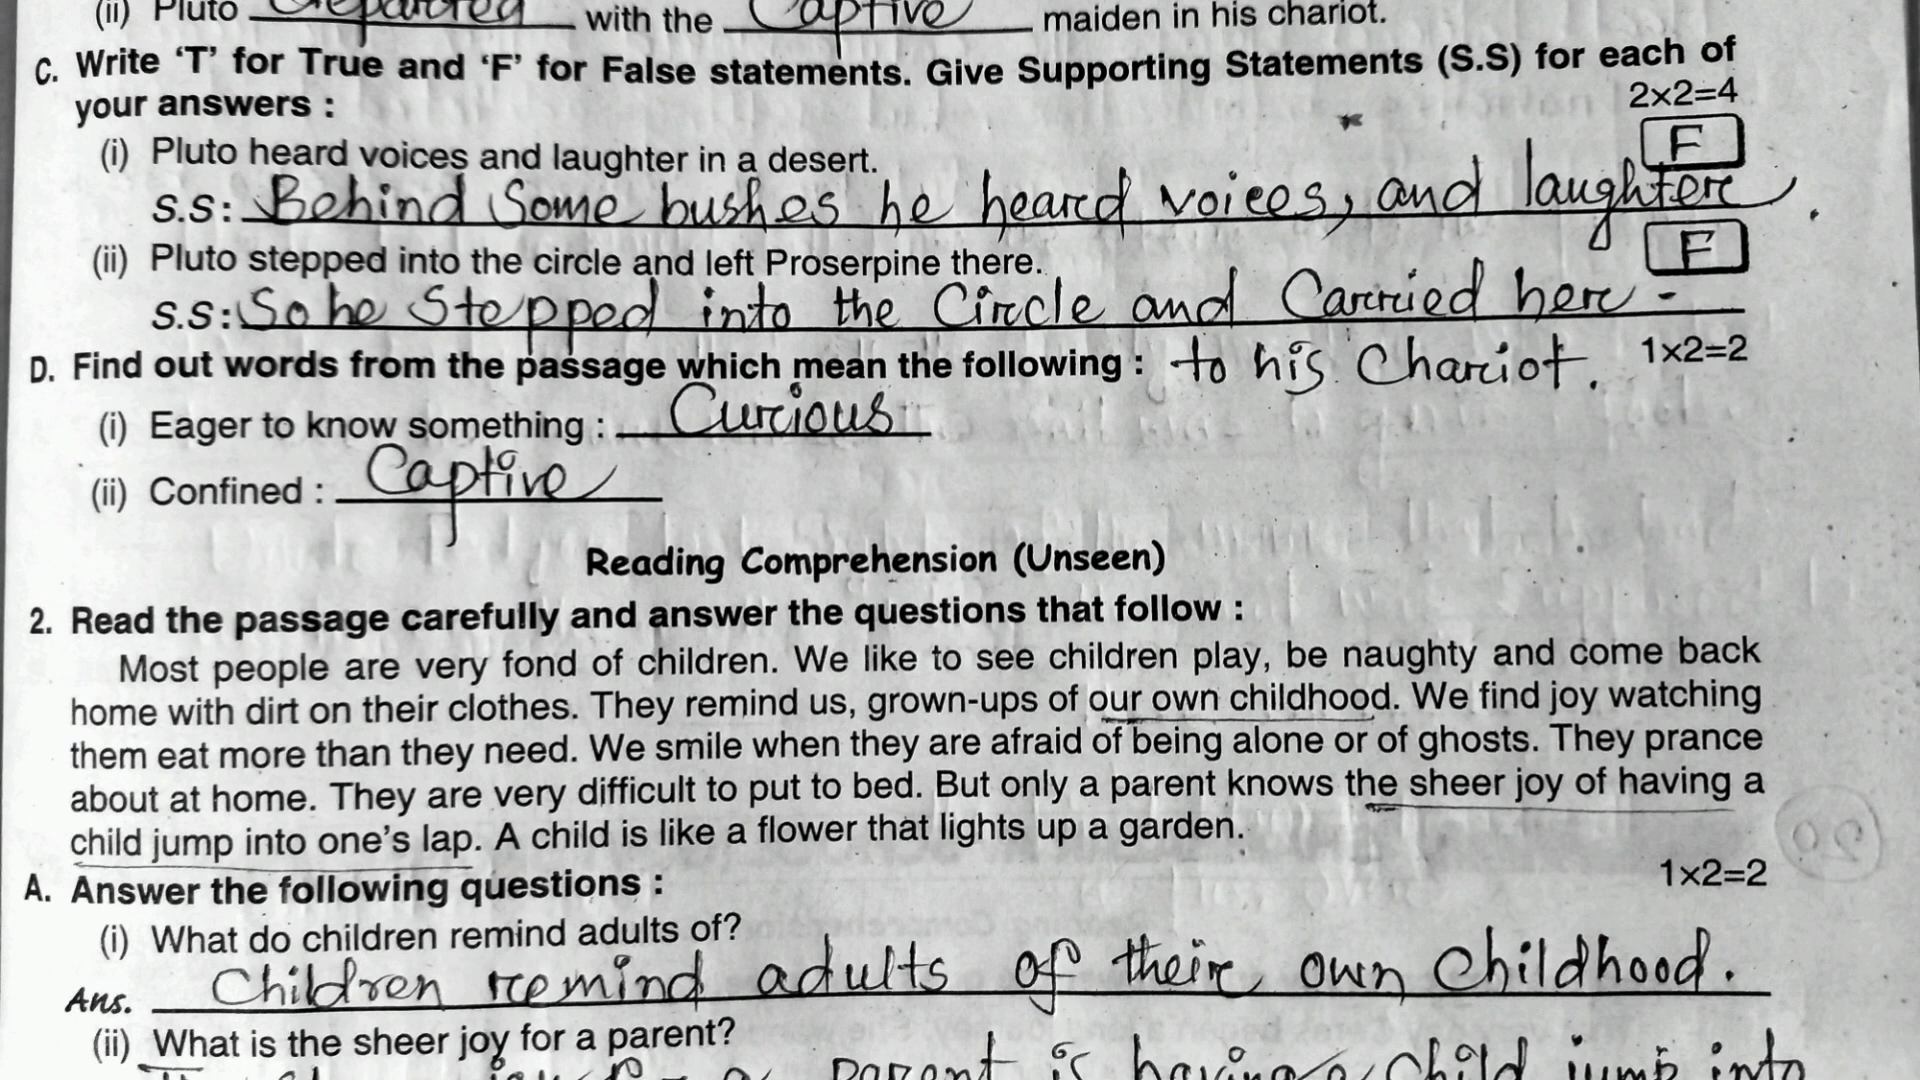 (ii) Pluto departed with the Captive maiden in his chariot.
C. Write 'T' for True and 'F' for False statements. Give Supporting Statements (S.S) for each of
your answers : 2x2=4
(i) Pluto heard voices and laughter in a desert. F
S.S: Behind Some bushes he heard voices, and laughter
(ii) Pluto stepped into the circle and left Proserpine there. F
S.S: So he Stepped into the Circle and Carried her -
D. Find out words from the passage which mean the following : to his Chariot. 1x2=2
(i) Eager to know something : Curious
(ii) Confined : Captive
Reading Comprehension (Unseen)
2. Read the passage carefully and answer the questions that follow :
Most people are very fond of children. We like to see children play, be naughty and come back
home with dirt on their clothes. They remind us, grown-ups of our own childhood. We find joy watching
them eat more than they need. We smile when they are afraid of being alone or of ghosts. They prance
about at home. They are very difficult to put to bed. But only a parent knows the sheer joy of having a
child jump into one's lap. A child is like a flower that lights up a garden.
A. Answer the following questions : 1x2=2
(i) What do children remind adults of?
Ans. Children remind adults of their own Childhood.
(ii) What is the sheer joy for a parent?
parent is having a child jump into